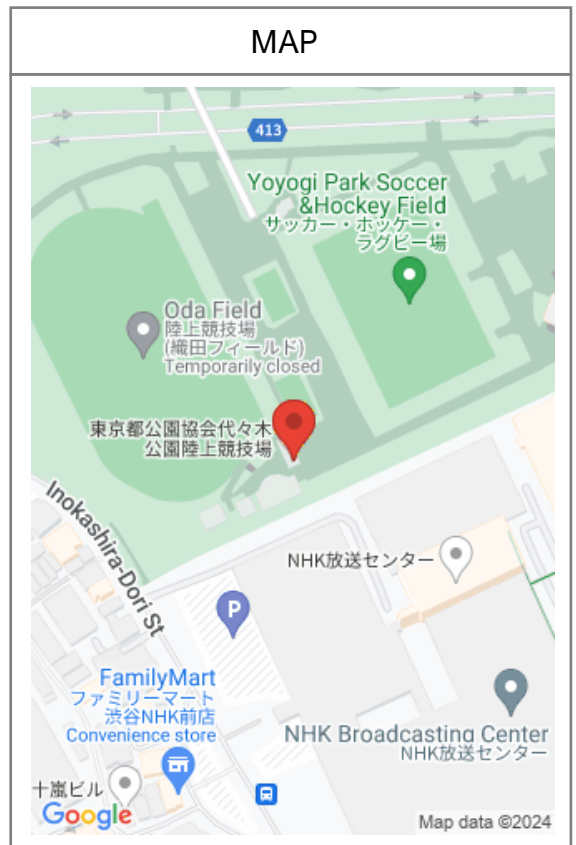 MAP
413
Yoyogi Park Soccer
&Hockey Field
サッカー・ホッケー・
ラグビー場
Oda Field
陸上競技場
(織田フィールド)
Temporarily closed
東京都公園協会代々木
公園陸上競技場
Inokashira-Dori St
NHK放送センター
P
FamilyMart
ファミリーマート
渋谷NHK前店
Convenience store
NHK Broadcasting Center
NHK放送センター
十嵐ビル
Google
Map data ©2024